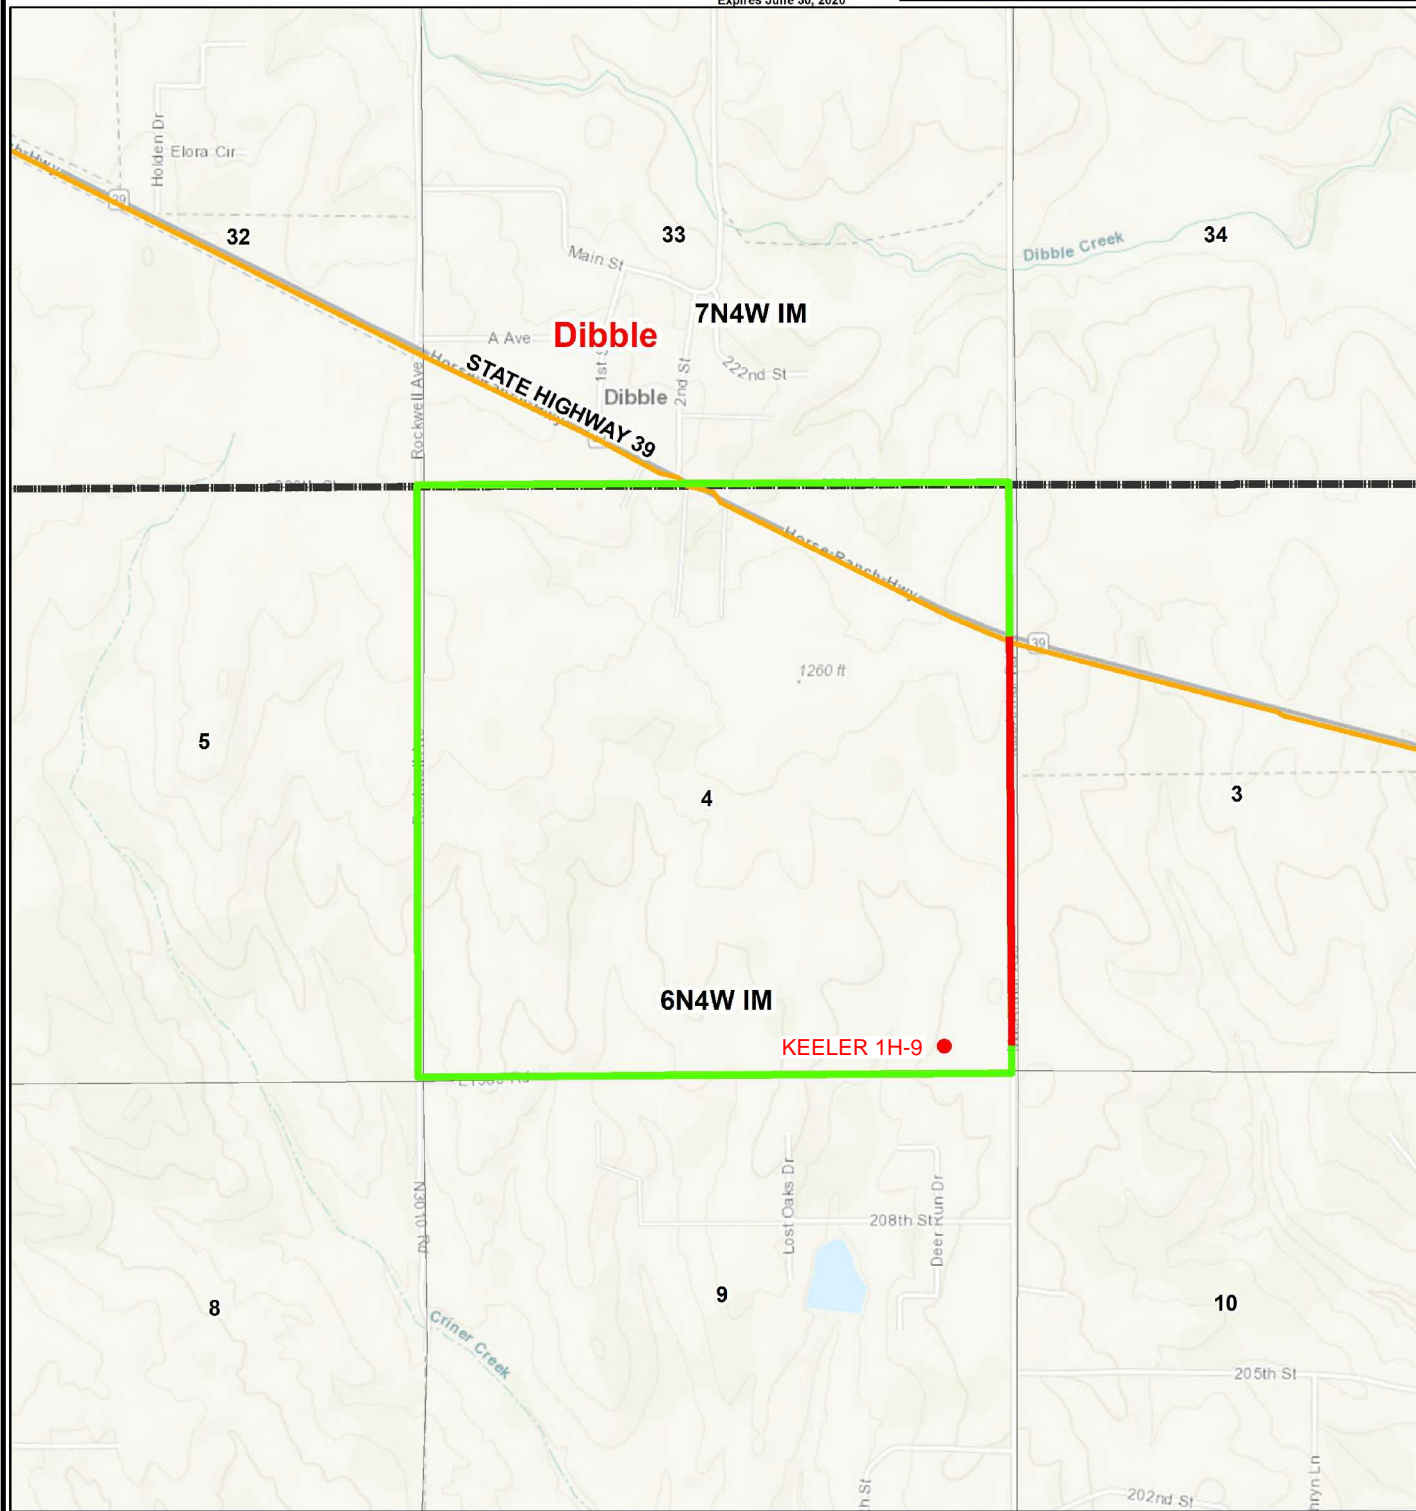 Expires June 30, 2020
Holden Dr
Elora Cir
39
32
33
34
Dibble Creek
Main St
7N4W IM
A Ave
Dibble
1st S
2nd St
222nd St
Dibble
Rockwell Ave
STATE HIGHWAY 39
Horse Ranch Hwy
39
1260 ft
5
4
3
6N4W IM
KEELER 1H-9
N3010 Rd
Lost Oaks Dr
208th St
Deer Run Dr
8
9
10
Criner Creek
205th St
202nd St